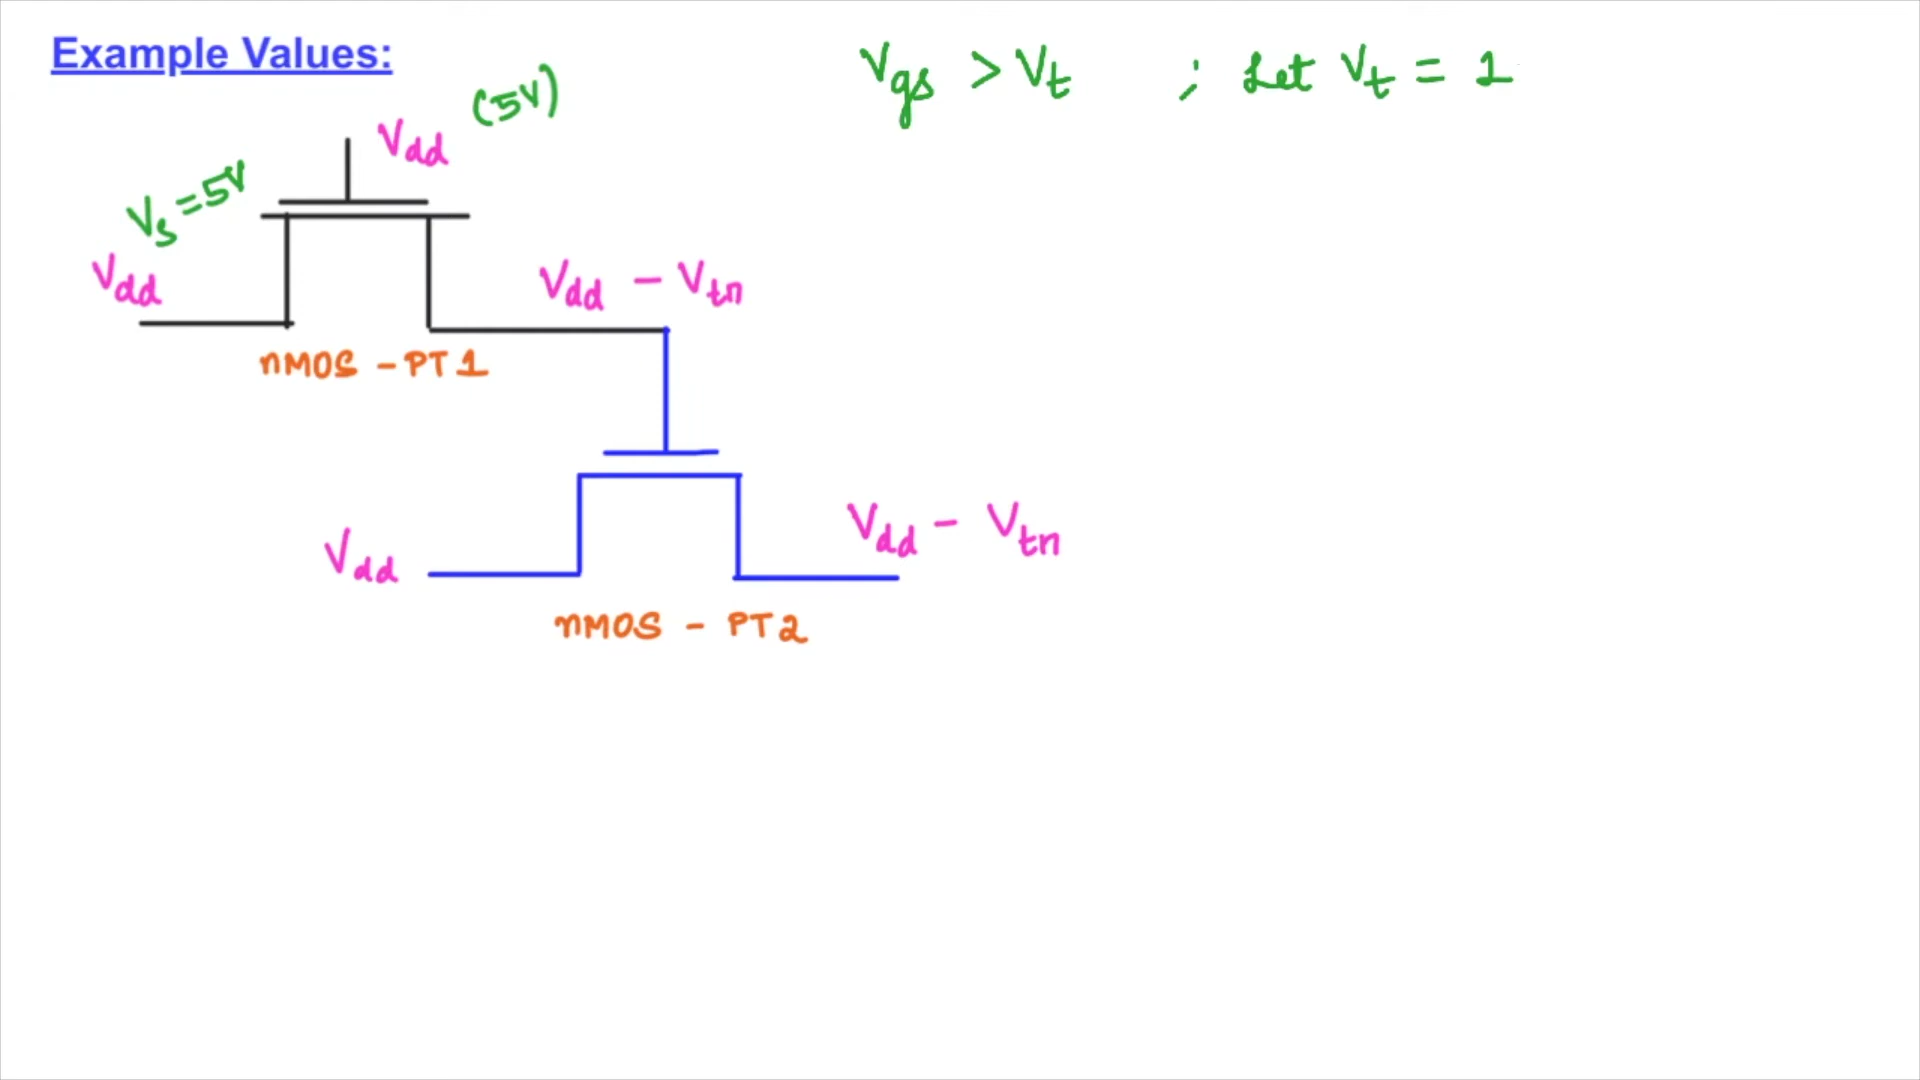 Example Values:
Vgs > Vt ; Let Vt = 1
Vdd (5V)
Vs = 5V
Vdd
Vdd - Vtn
nMOS - PT1
Vdd
Vdd - Vtn
nMOS - PT2